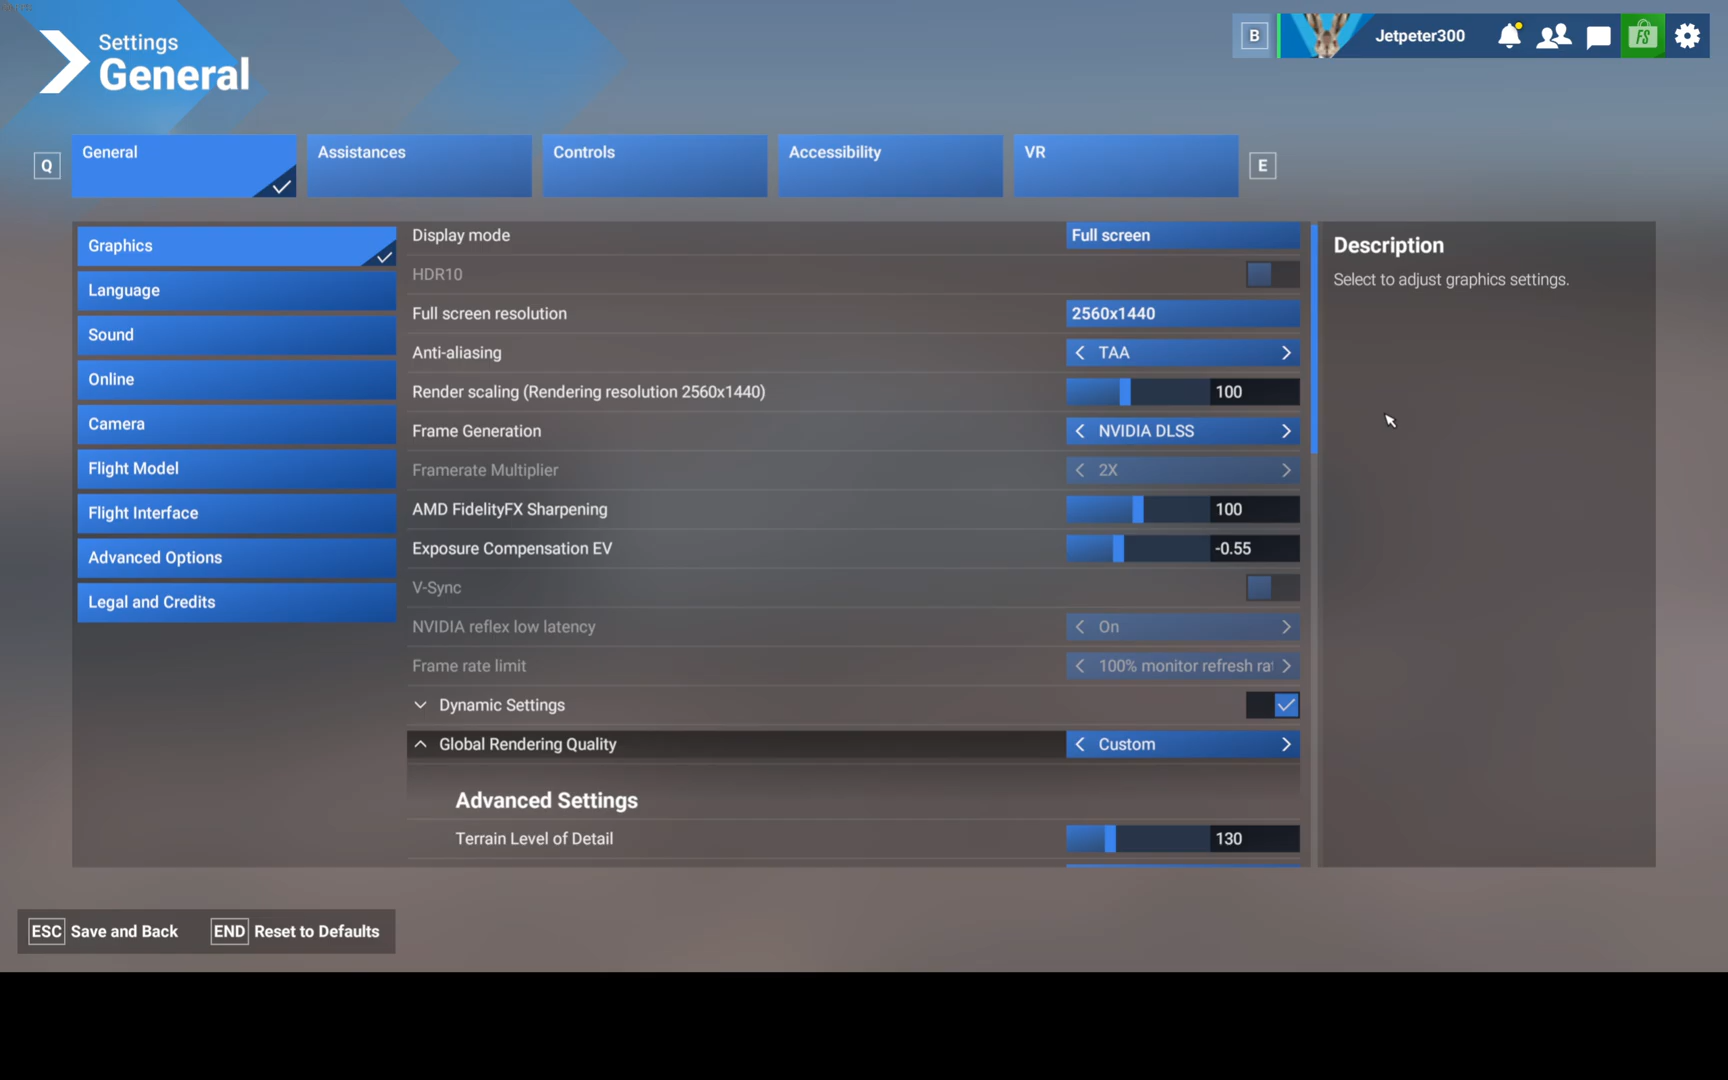 Settings
General
B
Jetpeter300
FS
Q
General
Assistances
Controls
Accessibility
VR
E
Graphics
Language
Sound
Online
Camera
Flight Model
Flight Interface
Advanced Options
Legal and Credits
Display mode
Full screen
HDR10
Full screen resolution
2560x1440
Anti-aliasing
TAA
Render scaling (Rendering resolution 2560x1440)
100
Frame Generation
NVIDIA DLSS
Framerate Multiplier
2X
AMD FidelityFX Sharpening
100
Exposure Compensation EV
-0.55
V-Sync
NVIDIA reflex low latency
On
Frame rate limit
100% monitor refresh rat
Dynamic Settings
Global Rendering Quality
Custom
Advanced Settings
Terrain Level of Detail
130
Description
Select to adjust graphics settings.
ESC Save and Back
END Reset to Defaults